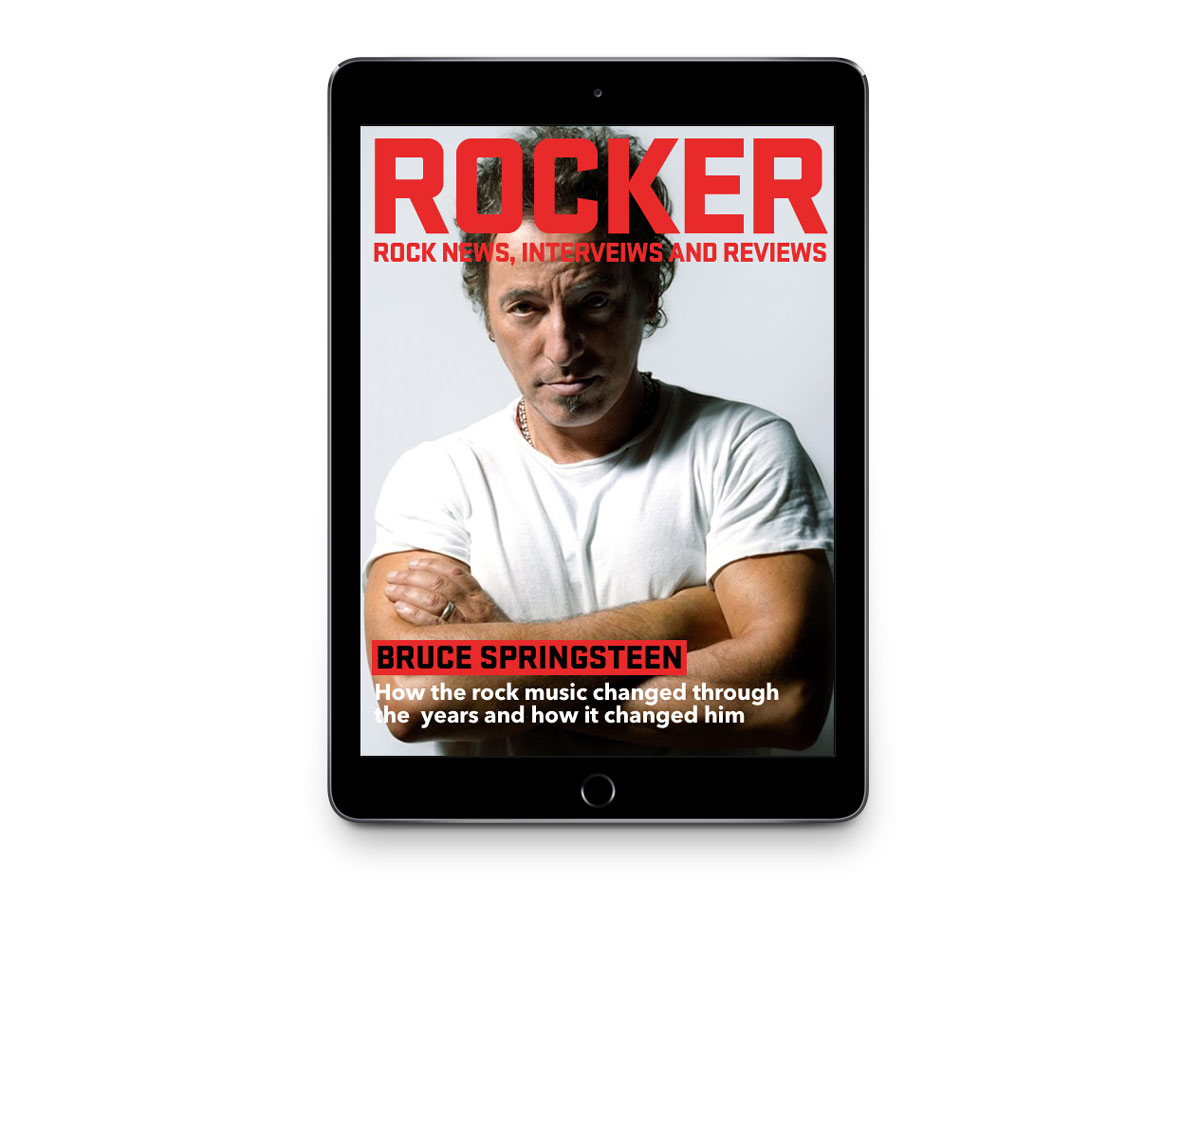 ROCKER
ROCK NEWS, INTERVEIWS AND REVIEWS
BRUCE SPRINGSTEEN
How the rock music changed through
the  years and how it changed him